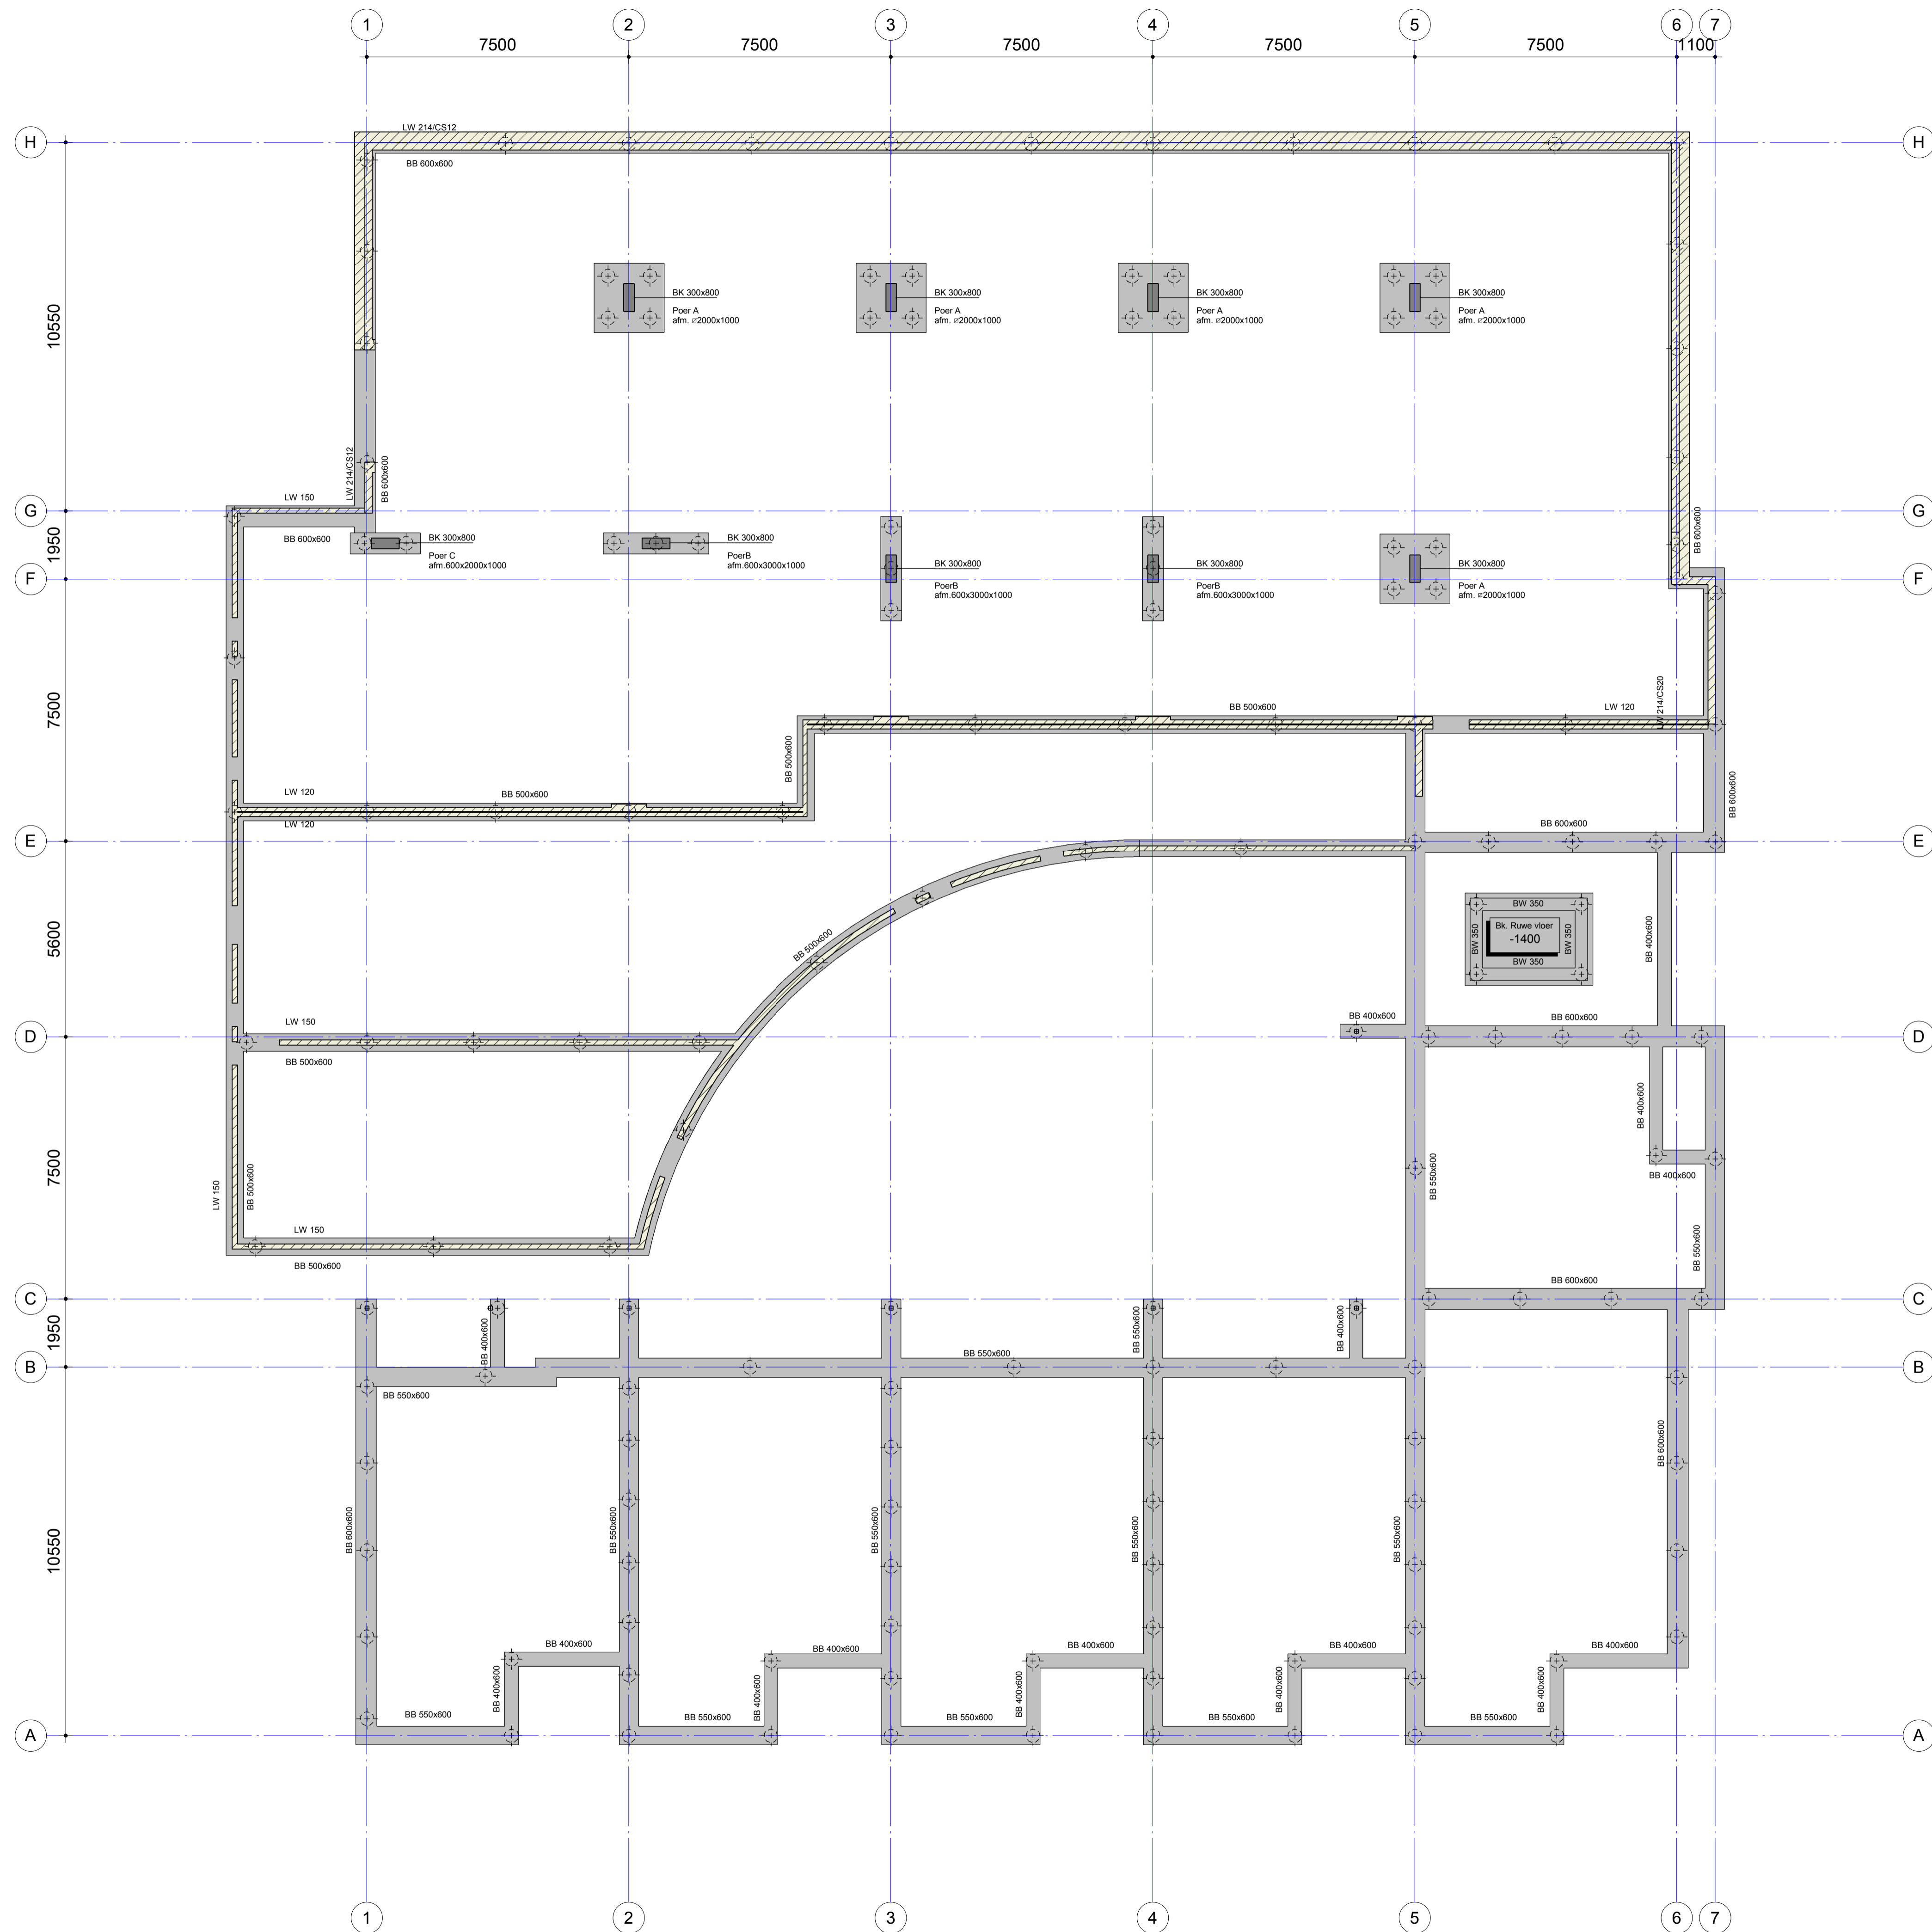 1 2 3 4 5 6 7
7500 7500 7500 7500 7500 1100
LW 214/CS12
H H
BB 600x600
BK 300x800 BK 300x800 BK 300x800 BK 300x800
Poer A Poer A Poer A Poer A
afm. ⌀2000x1000 afm. ⌀2000x1000 afm. ⌀2000x1000 afm. ⌀2000x1000
10550
LW 214/CS12
BB 600x600
LW 150
G G
BB 600x600
BB 600x600
1950
BK 300x800 BK 300x800
Poer C PoerB
afm.600x2000x1000 afm.600x3000x1000
BK 300x800 BK 300x800 BK 300x800
F F
PoerB PoerB Poer A
afm.600x3000x1000 afm.600x3000x1000 afm. ⌀2000x1000
7500
LW 214/CS20
BB 500x600 LW 120
BB 500x600
LW 120 BB 500x600
BB 600x600
LW 120
BB 600x600
E E
5600
BB 500x600
BW 350
BW 350
Bk. Ruwe vloer
-1400
BW 350
BW 350
BB 400x600
LW 150 BB 400x600 BB 600x600
D D
BB 500x600
BB 400x600
7500
LW 150
BB 500x600
BB 550x600
BB 400x600
LW 150
BB 500x600
BB 550x600
BB 600x600
C C
1950
BB 400x600
BB 550x600
BB 550x600
BB 400x600
B B
BB 550x600
BB 600x600
10550
BB 600x600
BB 550x600
BB 550x600
BB 550x600
BB 550x600
BB 400x600 BB 400x600 BB 400x600 BB 400x600 BB 400x600
BB 400x600
BB 400x600
BB 400x600
BB 400x600
BB 400x600
BB 550x600 BB 550x600 BB 550x600 BB 550x600 BB 550x600
A A
1 2 3 4 5 6 7